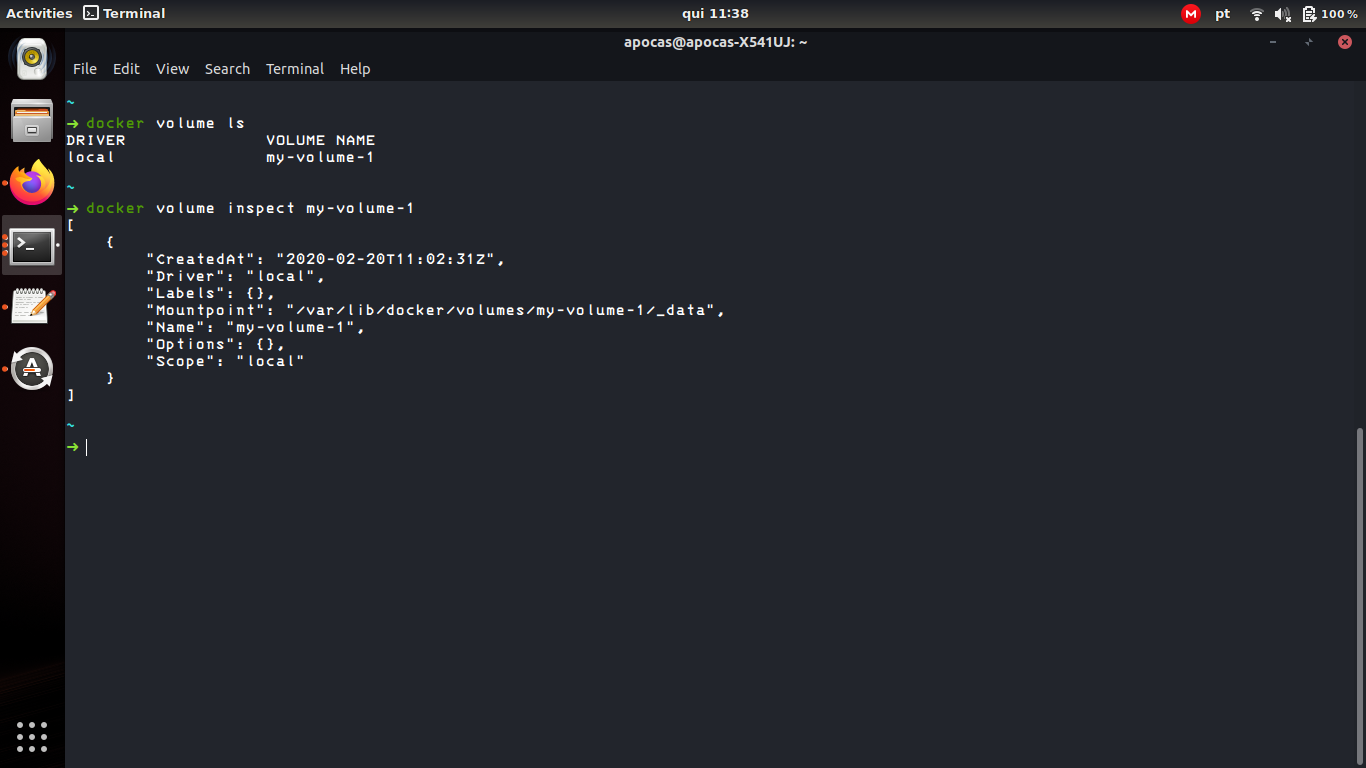 Activities Terminal qui 11:38 M pt 100 %
apocas@apocas-X541UJ: ~
File Edit View Search Terminal Help
~
→ docker volume ls
DRIVER              VOLUME NAME
local               my-volume-1
~
→ docker volume inspect my-volume-1
[
    {
        "CreatedAt": "2020-02-20T11:02:31Z",
        "Driver": "local",
        "Labels": {},
        "Mountpoint": "/var/lib/docker/volumes/my-volume-1/_data",
        "Name": "my-volume-1",
        "Options": {},
        "Scope": "local"
    }
]
~
→